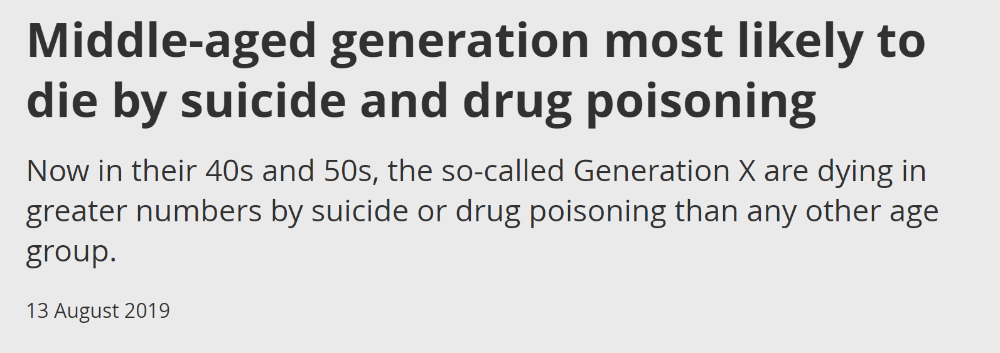 Middle-aged generation most likely to
die by suicide and drug poisoning
Now in their 40s and 50s, the so-called Generation X are dying in
greater numbers by suicide or drug poisoning than any other age
group.
13 August 2019